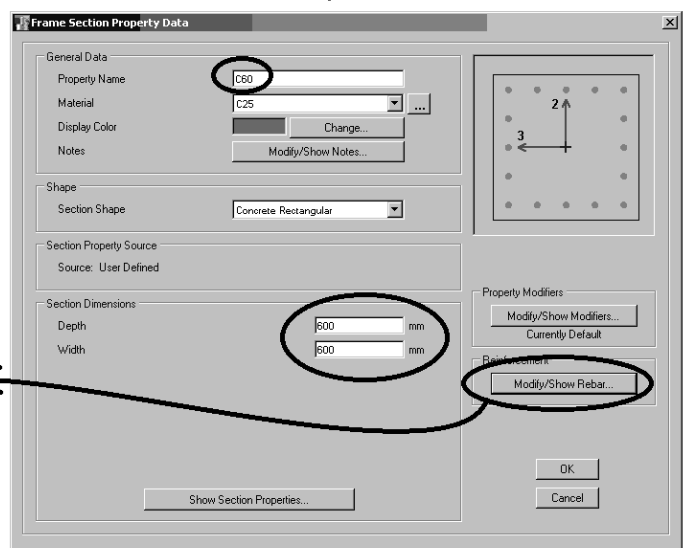 Frame Section Property Data
General Data
Property Name C60
Material C25 ...
Display Color Change...
Notes Modify/Show Notes...
2
3
Shape
Section Shape Concrete Rectangular
Section Property Source
Source: User Defined
Section Dimensions
Depth 600 mm
Width 600 mm
Property Modifiers
Modify/Show Modifiers...
Currently Default
Reinforcement
Modify/Show Rebar...
Show Section Properties...
OK
Cancel